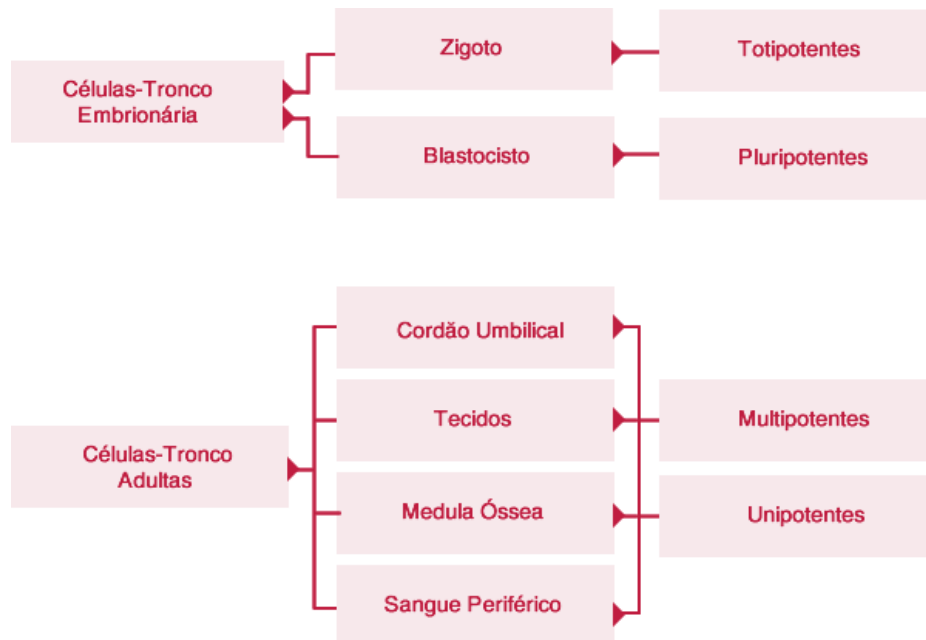 Células-Tronco
Embrionária
Zigoto
Totipotentes
Blastocisto
Pluripotentes
Células-Tronco
Adultas
Cordão Umbilical
Tecidos
Medula Óssea
Sangue Periférico
Multipotentes
Unipotentes